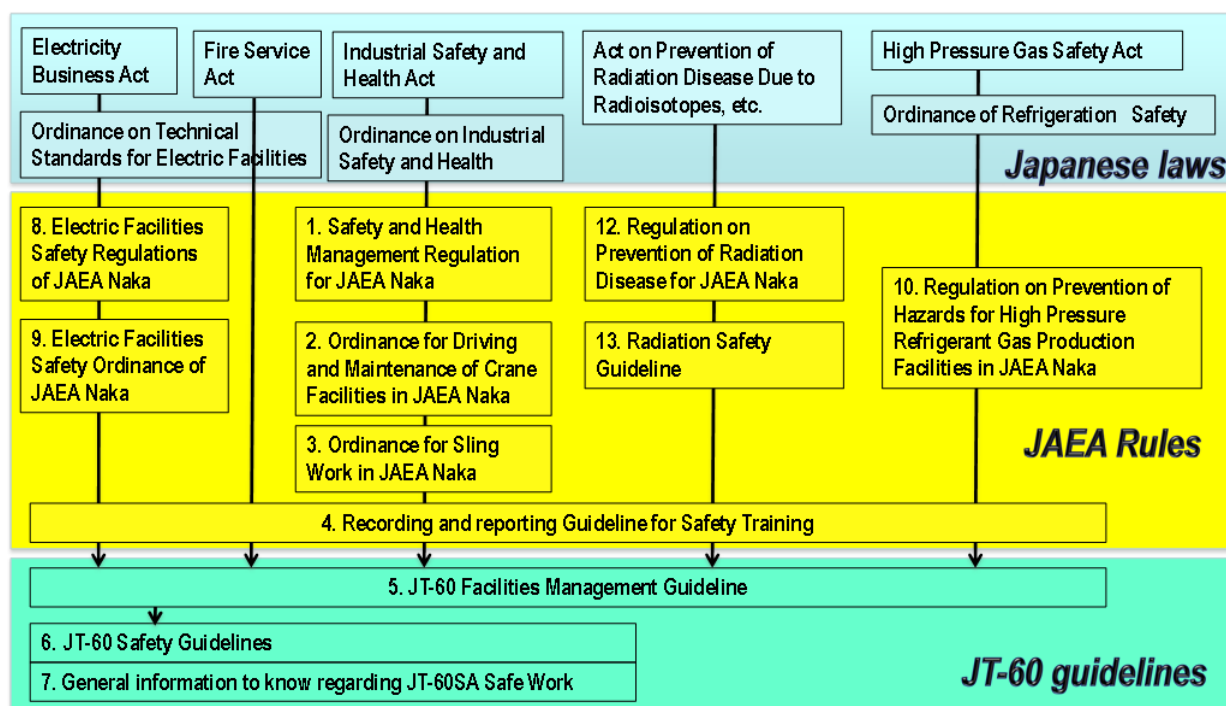 Electricity
Business Act
Fire Service
Act
Industrial Safety and
Health Act
Act on Prevention of
Radiation Disease Due to
Radioisotopes, etc.
High Pressure Gas Safety Act
Ordinance on Technical
Standards for Electric Facilities
Ordinance on Industrial
Safety and Health
Ordinance of Refrigeration Safety
Japanese laws
8. Electric Facilities
Safety Regulations
of JAEA Naka
1. Safety and Health
Management Regulation
for JAEA Naka
12. Regulation on
Prevention of Radiation
Disease for JAEA Naka
10. Regulation on Prevention of
Hazards for High Pressure
Refrigerant Gas Production
Facilities in JAEA Naka
9. Electric Facilities
Safety Ordinance of
JAEA Naka
2. Ordinance for Driving
and Maintenance of Crane
Facilities in JAEA Naka
13. Radiation Safety
Guideline
3. Ordinance for Sling
Work in JAEA Naka
JAEA Rules
4. Recording and reporting Guideline for Safety Training
5. JT-60 Facilities Management Guideline
6. JT-60 Safety Guidelines
7. General information to know regarding JT-60SA Safe Work
JT-60 guidelines